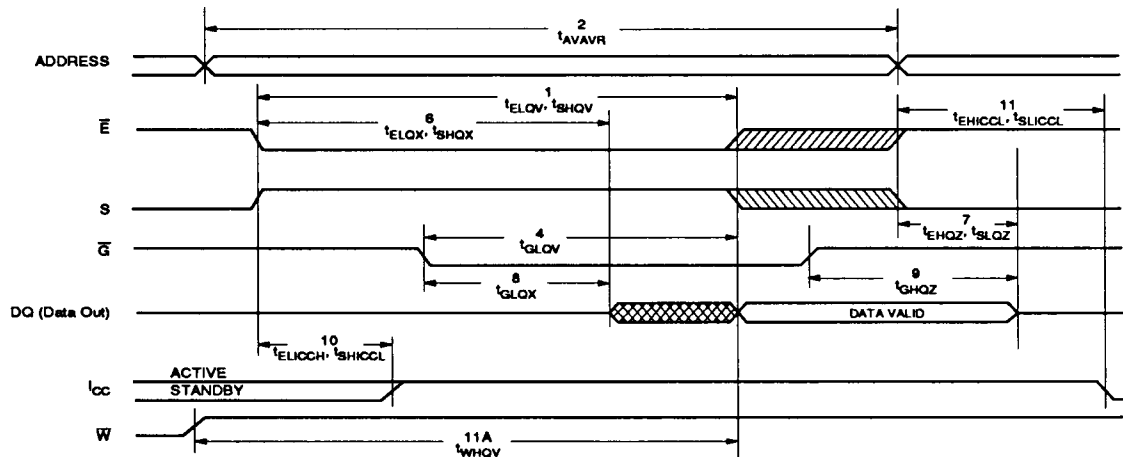 2
tAVAVR
ADDRESS
1
tELQV, tSHQV
11
tEHICCL, tSLICCL
6
tELQX, tSHQX
E
S
7
tEHQZ, tSLQZ
G
4
tGLQV
9
tGHQZ
8
tGLQX
DQ (Data Out)
DATA VALID
10
tELICCH, tSHICCL
ICC
ACTIVE
STANDBY
W
11A
tWHQV